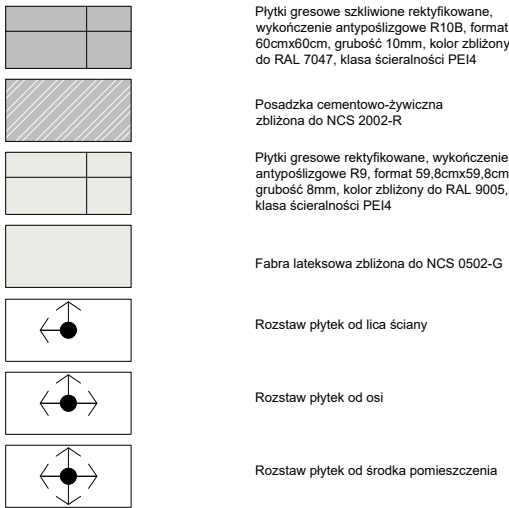 Płytki gresowe szkliwione rektyfikowane,
wykończenie antypoślizgowe R10B, format
60cmx60cm, grubość 10mm, kolor zbliżony
do RAL 7047, klasa ścieralności PEI4
Posadzka cementowo-żywiczna
zbliżona do NCS 2002-R
Płytki gresowe rektyfikowane, wykończenie
antypoślizgowe R9, format 59,8cmx59,8cm
grubość 8mm, kolor zbliżony do RAL 9005,
klasa ścieralności PEI4
Fabra lateksowa zbliżona do NCS 0502-G
Rozstaw płytek od lica ściany
Rozstaw płytek od osi
Rozstaw płytek od środka pomieszczenia